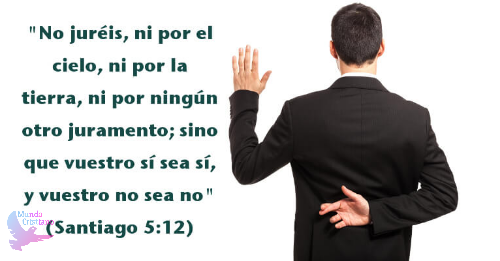 "No juréis, ni por el
cielo, ni por la
tierra, ni por ningún
otro juramento; sino
que vuestro sí sea sí,
y vuestro no sea no"
(Santiago 5:12)
Mundo
Cristiano